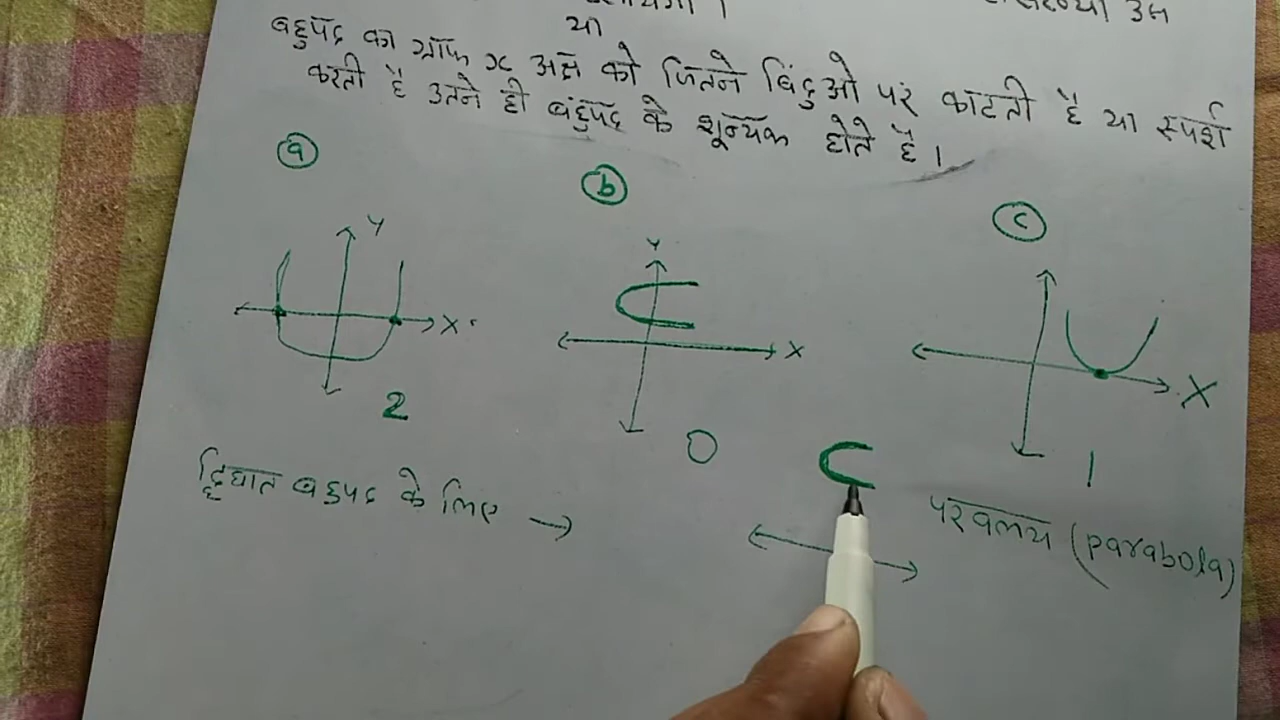 या
बहुपद का ग्राफ x अक्ष को जितने बिंदुओ पर काटती है या स्पर्श
करती है उतने ही बहुपद के शून्यक होते है।
a b c
Y
X
2
Y
X
0
X
1
द्विघात बहुपद के लिए →
परवलय (parabola)